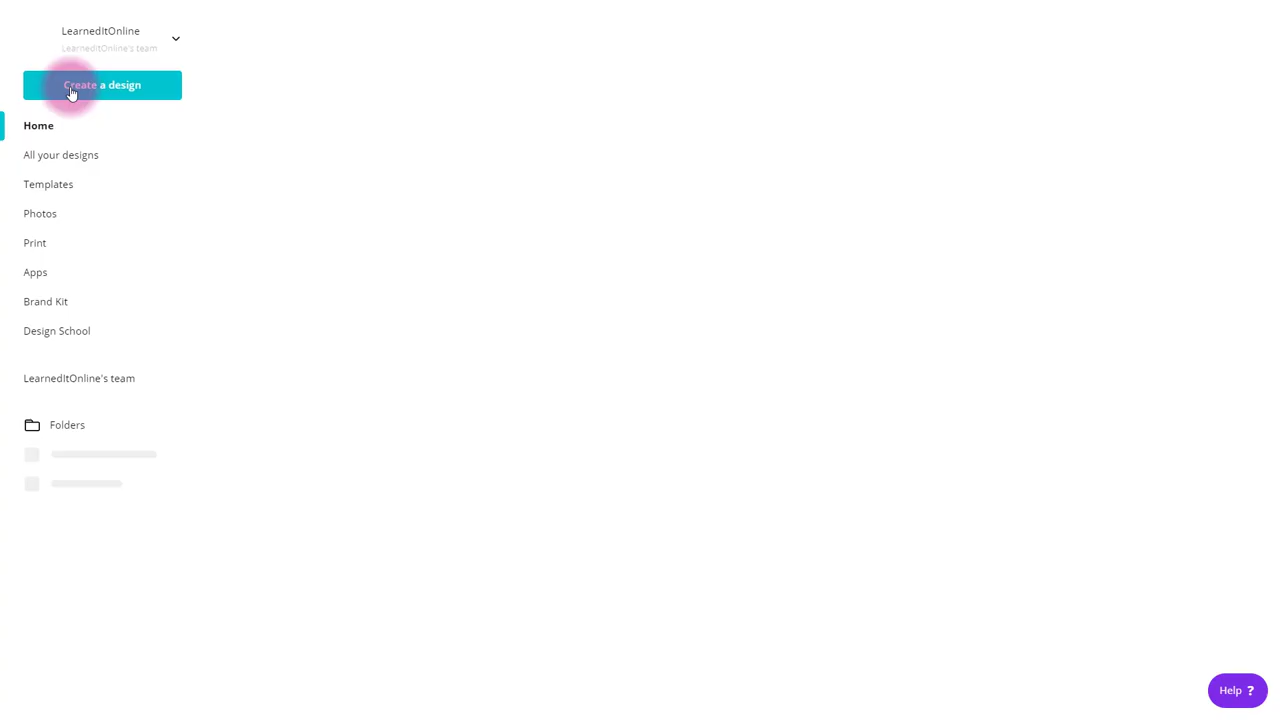 LearnedItOnline
LearneditOnline's team
Create a design
Home
All your designs
Templates
Photos
Print
Apps
Brand Kit
Design School
LearnedItOnline's team
Folders
Help ?